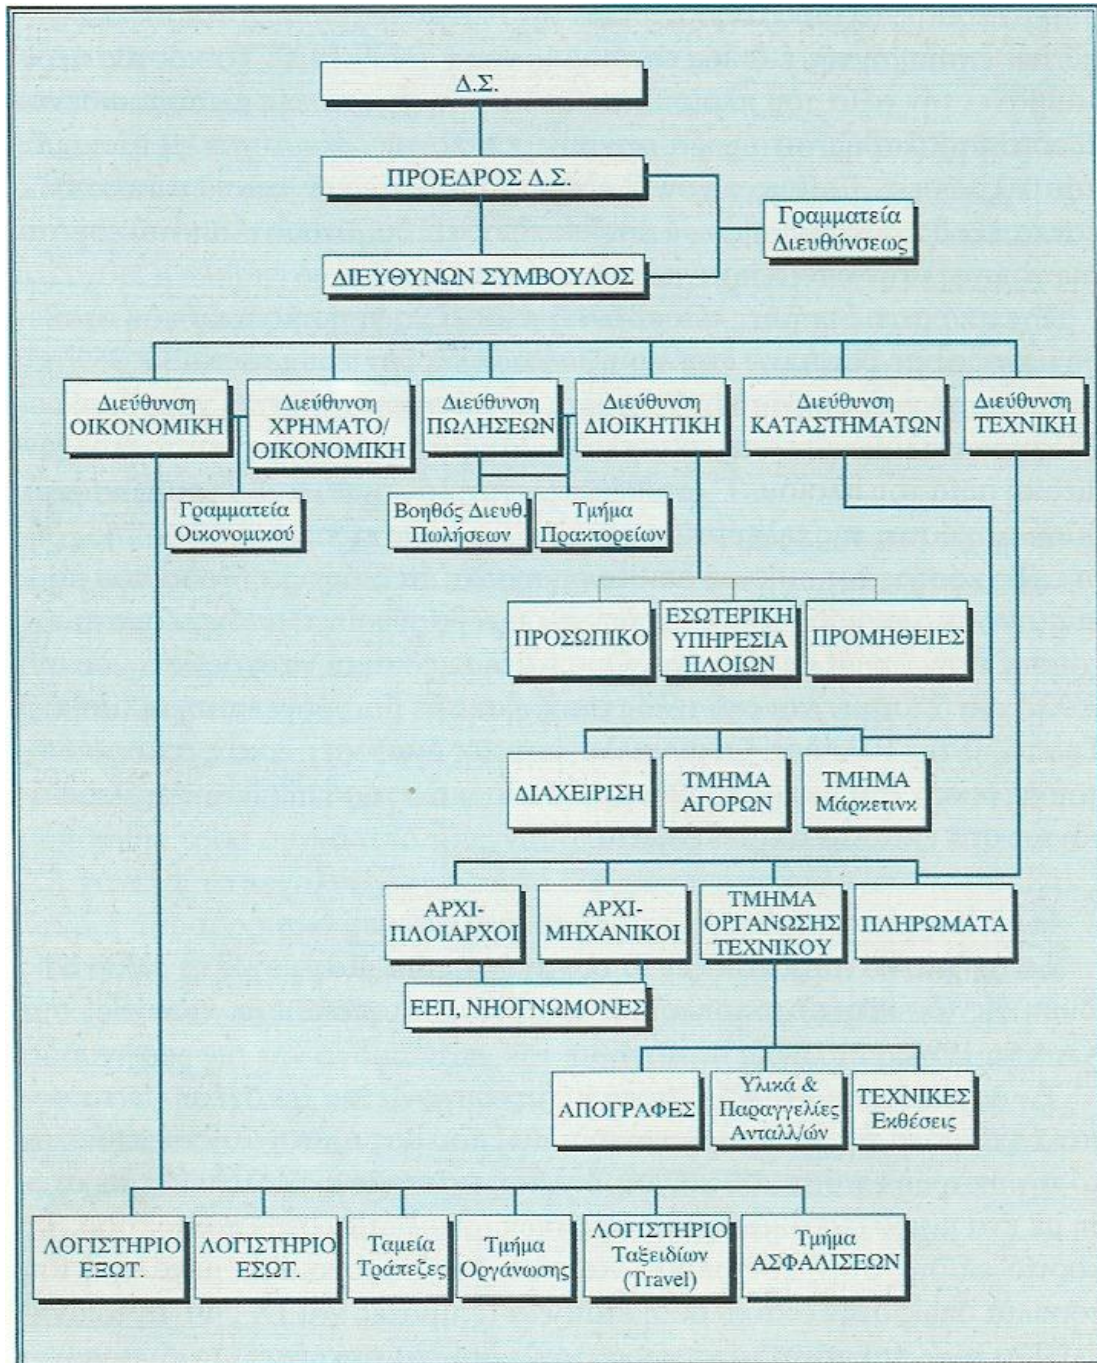 Δ.Σ.
ΠΡΟΕΔΡΟΣ Δ.Σ.
Γραμματεία
Διευθύνσεως
ΔΙΕΥΘΥΝΩΝ ΣΥΜΒΟΥΛΟΣ
Διεύθυνση
ΟΙΚΟΝΟΜΙΚΗ
Διεύθυνση
ΧΡΗΜΑΤΟ/
ΟΙΚΟΝΟΜΙΚΗ
Διεύθυνση
ΠΩΛΗΣΕΩΝ
Διεύθυνση
ΔΙΟΙΚΗΤΙΚΗ
Διεύθυνση
ΚΑΤΑΣΤΗΜΑΤΩΝ
Διεύθυνση
ΤΕΧΝΙΚΗ
Γραμματεία
Οικονομικού
Βοηθός Διευθ.
Πωλήσεων
Τμήμα
Πρακτορείων
ΠΡΟΣΩΠΙΚΟ
ΕΣΩΤΕΡΙΚΗ
ΥΠΗΡΕΣΙΑ
ΠΛΟΙΩΝ
ΠΡΟΜΗΘΕΙΕΣ
ΔΙΑΧΕΙΡΙΣΗ
ΤΜΗΜΑ
ΑΓΟΡΩΝ
ΤΜΗΜΑ
Μάρκετινκ
ΑΡΧΙ-
ΠΛΟΙΑΡΧΟΙ
ΑΡΧΙ-
ΜΗΧΑΝΙΚΟΙ
ΤΜΗΜΑ
ΟΡΓΑΝΩΣΗΣ
ΤΕΧΝΙΚΟΥ
ΠΛΗΡΩΜΑΤΑ
ΕΕΠ, ΝΗΟΓΝΩΜΟΝΕΣ
ΑΠΟΓΡΑΦΕΣ
Υλικά &
Παραγγελίες
Ανταλλ/ών
ΤΕΧΝΙΚΕΣ
Εκθέσεις
ΛΟΓΙΣΤΗΡΙΟ
ΕΞΩΤ.
ΛΟΓΙΣΤΗΡΙΟ
ΕΣΩΤ.
Ταμεία
Τράπεζες
Τμήμα
Οργάνωσης
ΛΟΓΙΣΤΗΡΙΟ
Ταξειδίων
(Travel)
Τμήμα
ΑΣΦΑΛΙΣΕΩΝ